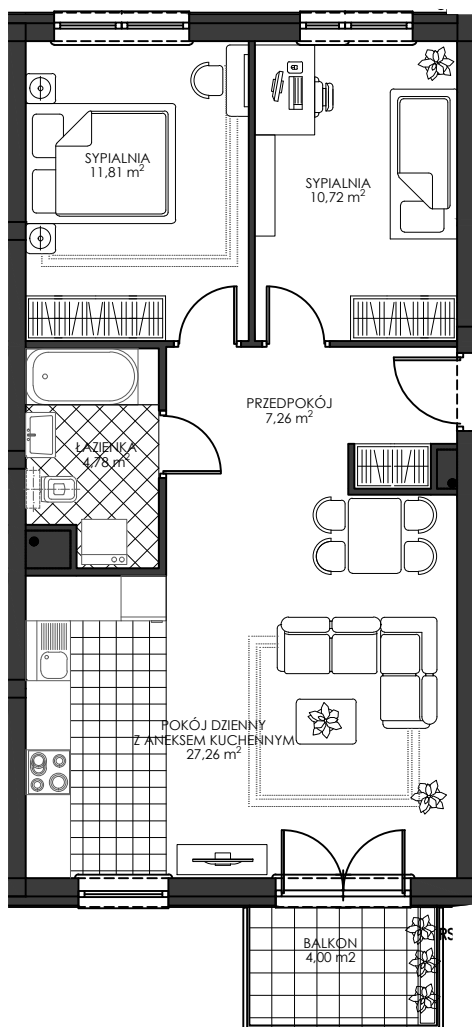 SYPIALNIA
11,81 m²
SYPIALNIA
10,72 m²
PRZEDPOKÓJ
7,26 m²
ŁAZIENKA
4,78 m²
POKÓJ DZIENNY
Z ANEKSEM KUCHENNYM
27,26 m²
BALKON
4,00 m2
RS